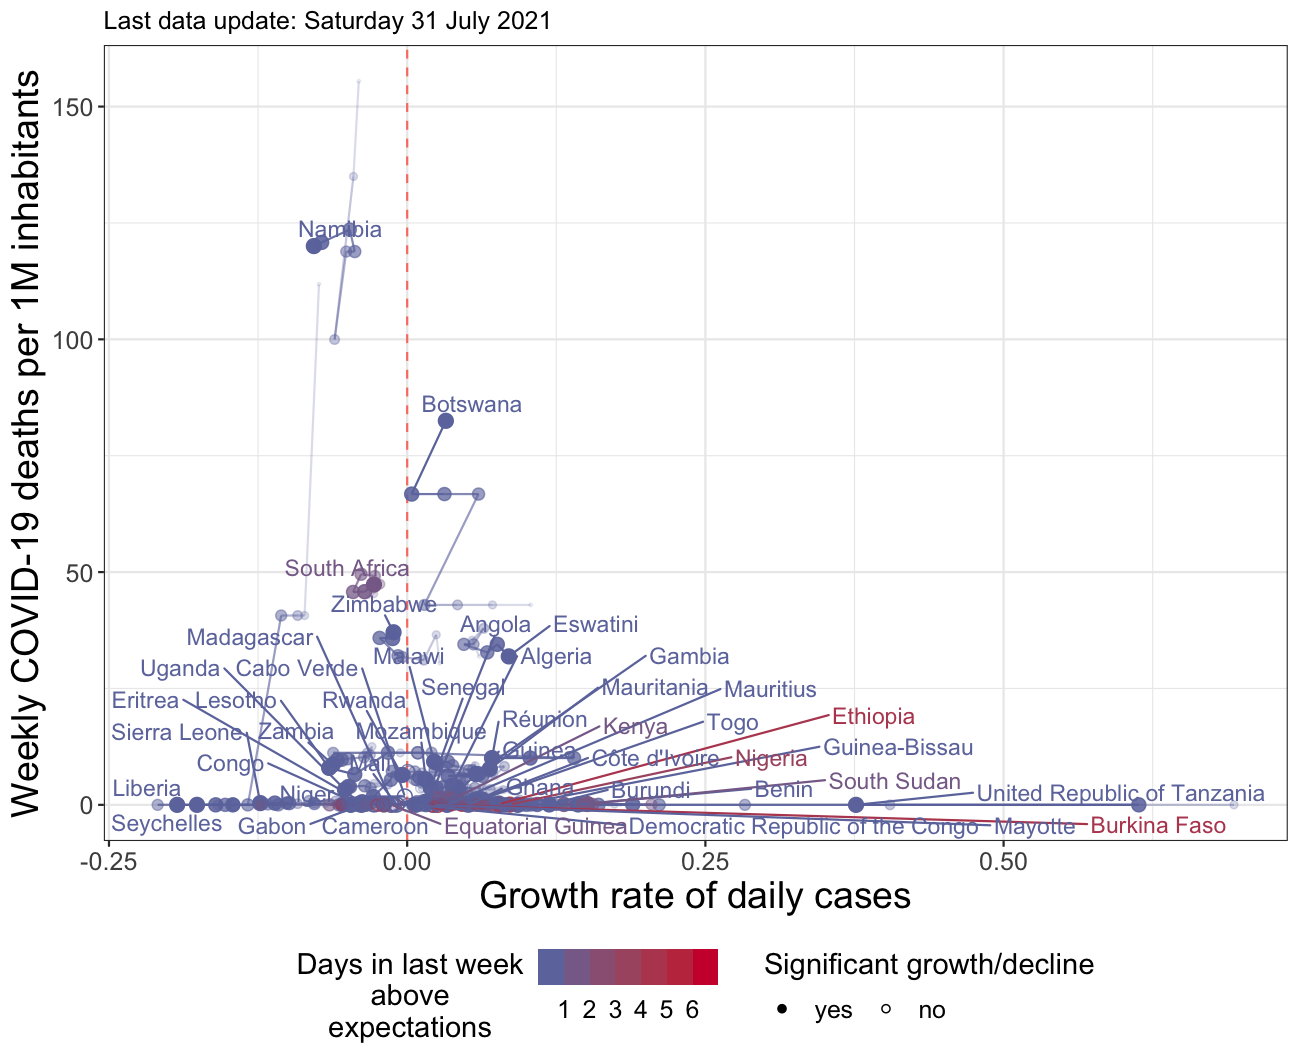 Last data update: Saturday 31 July 2021
Weekly COVID-19 deaths per 1M inhabitants
150
100
50
0
Namibia
Botswana
South Africa
Zimbabwe
Madagascar
Angola
Eswatini
Uganda
Cabo Verde
Malawi
Algeria
Gambia
Eritrea
Lesotho
Rwanda
Senegal
Mauritania
Mauritius
Sierra Leone
Zambia
Mozambique
Réunion
Kenya
Togo
Ethiopia
Congo
Mali
Guinea
Côte d'Ivoire
Nigeria
Guinea-Bissau
Liberia
Niger
Ghana
Burundi
Benin
South Sudan
United Republic of Tanzania
Seychelles
Gabon
Cameroon
Equatorial Guinea
Democratic Republic of the Congo
Mayotte
Burkina Faso
-0.25
0.00
0.25
0.50
Growth rate of daily cases
Days in last week
above
expectations
1 2 3 4 5 6
Significant growth/decline
yes
no